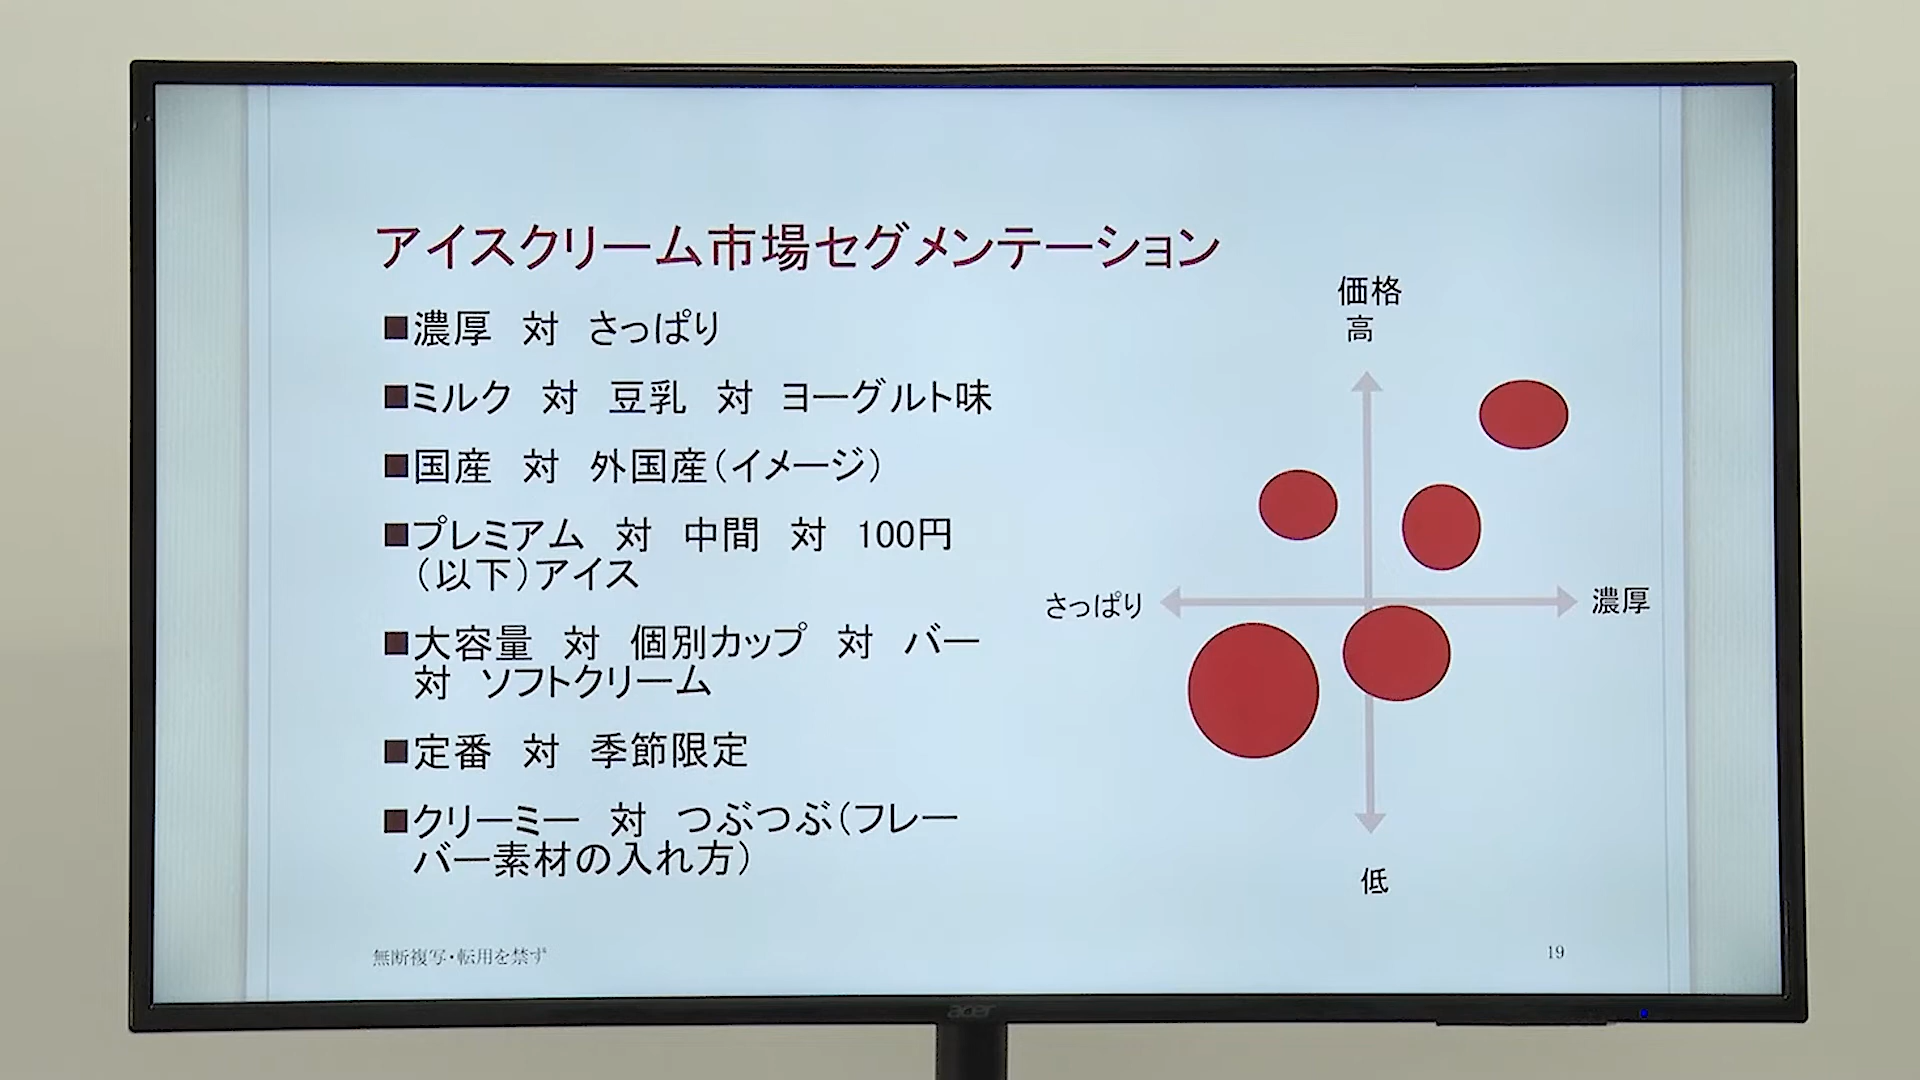 アイスクリーム市場セグメンテーション
■濃厚　対　さっぱり
■ミルク　対　豆乳　対　ヨーグルト味
■国産　対　外国産（イメージ）
■プレミアム　対　中間　対　100円
（以下）アイス
■大容量　対　個別カップ　対　バー
対　ソフトクリーム
■定番　対　季節限定
■クリーミー　対　つぶつぶ（フレー
バー素材の入れ方）
価格
高
さっぱり
濃厚
低
無断複写・転用を禁ず
19
acer